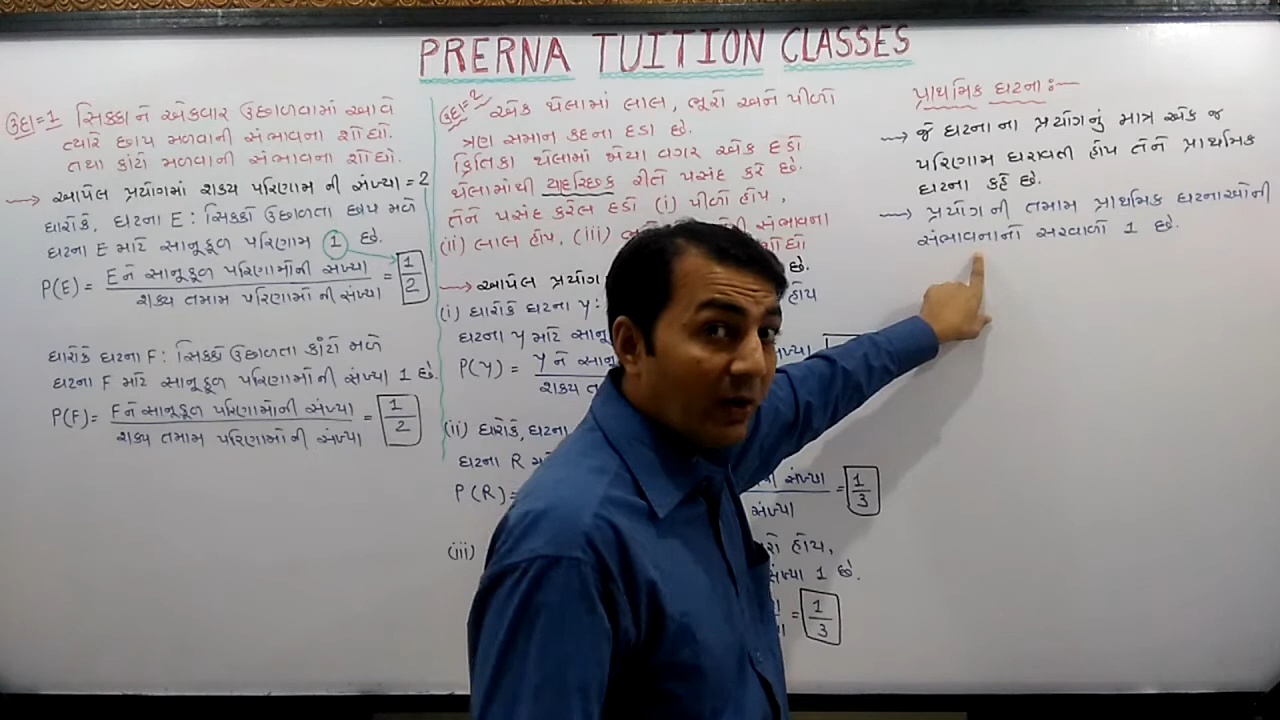 PRERNA TUITION CLASSES
ઉદા=1 સિક્કાને એકવાર ઉછાળવામાં આવે
ત્યારે છાપ મળવાની સંભાવના શોધો.
તથા કાંટો મળવાની સંભાવના શોધો.
આપેલ પ્રયોગમાં શક્ય પરિણામ ની સંખ્યા = 2
ધારોકે, ઘટના E : સિક્કો ઉછાળતા છાપ મળે
ઘટના E માટે સાનુકૂળ પરિણામ 1 છે.
P(E) = E ને સાનૂકૂળ પરિણામોની સંખ્યા / શક્ય તમામ પરિણામો ની સંખ્યા = 1/2
ધારોકે ઘટના F : સિક્કો ઉછાળતા કાંટો મળે
ઘટના F માટે સાનૂકૂળ પરિણામોની સંખ્યા 1 છે.
P(F) = F ને સાનૂકૂળ પરિણામોની સંખ્યા / શક્ય તમામ પરિણામો ની સંખ્યા = 1/2
ઉદા=2 એક થેલામાં લાલ, ભૂરો અને પીળો
ત્રણ સમાન કદના દડા છે.
ક્રિતિકા થેલામાં જોયા વગર એક દડો
થેલામાંથી યાદચ્છિક રીતે પસંદ કરે છે.
તેને પસંદ કરેલ દડો (i) પીળો હોય,
(ii) લાલ હોય, (iii) સંભાવના
શોધો
આપેલ પ્રયોગ છે.
(i) ધારોકે ઘટના Y : હોય
ઘટના Y માટે સાનૂ
P(Y) = Y ને સાનૂ / શક્ય ત
(ii) ધારોકે, ઘટના
ઘટના R
P(R) = સંખ્યા / સંખ્યા = 1/3
(iii) હોય,
સંખ્યા 1 છે.
= 1/3
પ્રાથમિક ઘટના :-
જે ઘટનાના પ્રયોગનું માત્ર એક જ
પરિણામ ધરાવતી હોય તેને પ્રાથમિક
ઘટના કહે છે.
પ્રયોગની તમામ પ્રાથમિક ઘટનાઓની
સંભાવનાનો સરવાળો 1 છે.